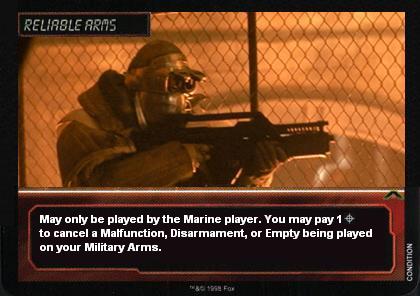 RELIABLE ARMS
May only be played by the Marine player. You may pay 1
to cancel a Malfunction, Disarmament, or Empty being played
on your Military Arms.
CONDITION
™&© 1998 Fox